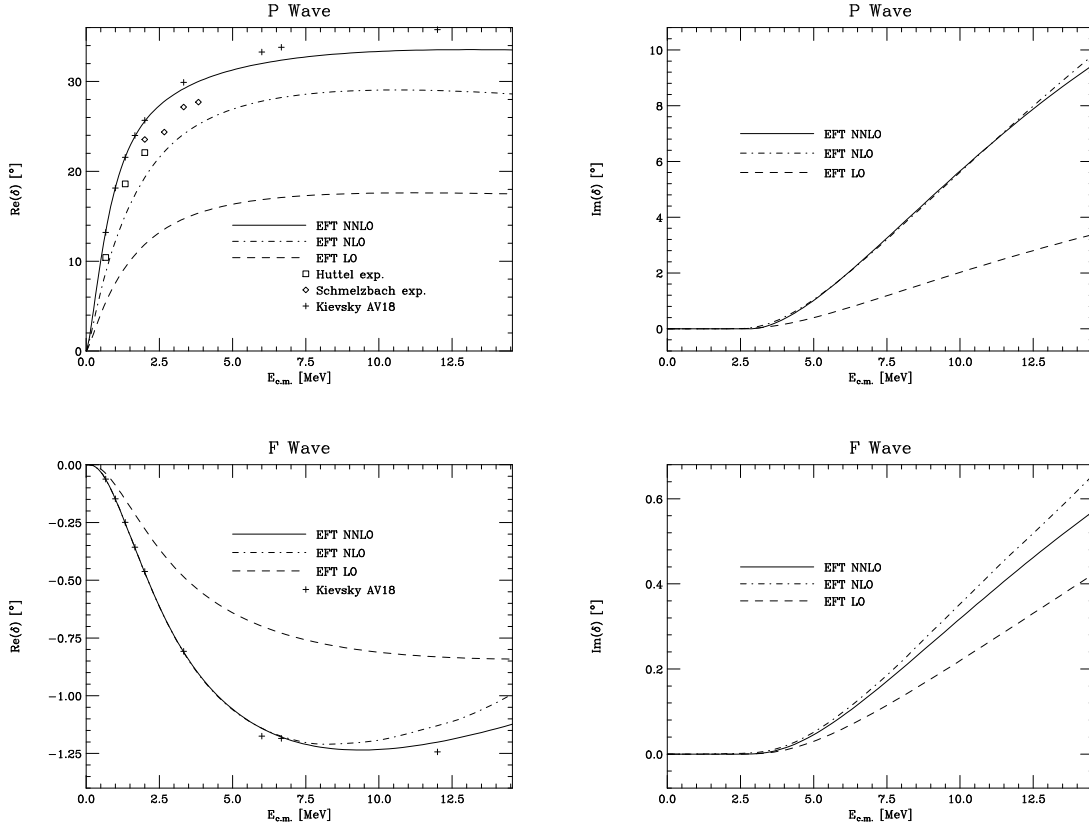 P Wave
Re(δ) [°]
30
20
10
0
EFT NNLO
EFT NLO
EFT LO
Huttel exp.
Schmelzbach exp.
Kievsky AV18
0.0 2.5 5.0 7.5 10.0 12.5
E_c.m. [MeV]
P Wave
Im(δ) [°]
10
8
6
4
2
0
EFT NNLO
EFT NLO
EFT LO
0.0 2.5 5.0 7.5 10.0 12.5
E_c.m. [MeV]
F Wave
Re(δ) [°]
0.00
−0.25
−0.50
−0.75
−1.00
−1.25
EFT NNLO
EFT NLO
EFT LO
Kievsky AV18
0.0 2.5 5.0 7.5 10.0 12.5
E_c.m. [MeV]
F Wave
Im(δ) [°]
0.6
0.4
0.2
0.0
EFT NNLO
EFT NLO
EFT LO
0.0 2.5 5.0 7.5 10.0 12.5
E_c.m. [MeV]